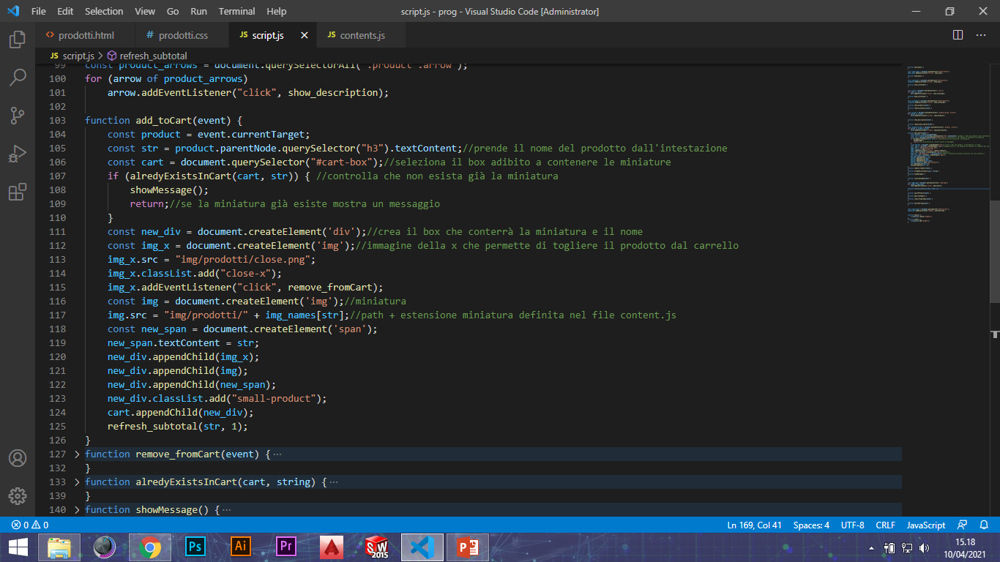 File Edit Selection View Go Run Terminal Help
script.js - prog - Visual Studio Code [Administrator]
prodotti.html
# prodotti.css
JS script.js
JS contents.js
JS script.js > refresh_subtotal
99 const product_arrows = document.querySelectorAll(".product .arrow");
100 for (arrow of product_arrows)
101 arrow.addEventListener("click", show_description);
102
103 function add_toCart(event) {
104 const product = event.currentTarget;
105 const str = product.parentNode.querySelector("h3").textContent;//prende il nome del prodotto dall'intestazione
106 const cart = document.querySelector("#cart-box");//seleziona il box adibito a contenere le miniature
107 if (alredyExistsInCart(cart, str)) { //controlla che non esista già la miniatura
108 showMessage();
109 return;//se la miniatura già esiste mostra un messaggio
110 }
111 const new_div = document.createElement('div');//crea il box che conterrà la miniatura e il nome
112 const img_x = document.createElement('img');//immagine della x che permette di togliere il prodotto dal carrello
113 img_x.src = "img/prodotti/close.png";
114 img_x.classList.add("close-x");
115 img_x.addEventListener("click", remove_fromCart);
116 const img = document.createElement('img');//miniatura
117 img.src = "img/prodotti/" + img_names[str];//path + estensione miniatura definita nel file content.js
118 const new_span = document.createElement('span');
119 new_span.textContent = str;
120 new_div.appendChild(img_x);
121 new_div.appendChild(img);
122 new_div.appendChild(new_span);
123 new_div.classList.add("small-product");
124 cart.appendChild(new_div);
125 refresh_subtotal(str, 1);
126 }
127 > function remove_fromCart(event) {···
132 }
133 > function alredyExistsInCart(cart, string) {···
139 }
140 > function showMessage() {···
0 0
Ln 169, Col 41 Spaces: 4 UTF-8 CRLF JavaScript
Ps
Ai
Pr
SW 2015
15.18
10/04/2021